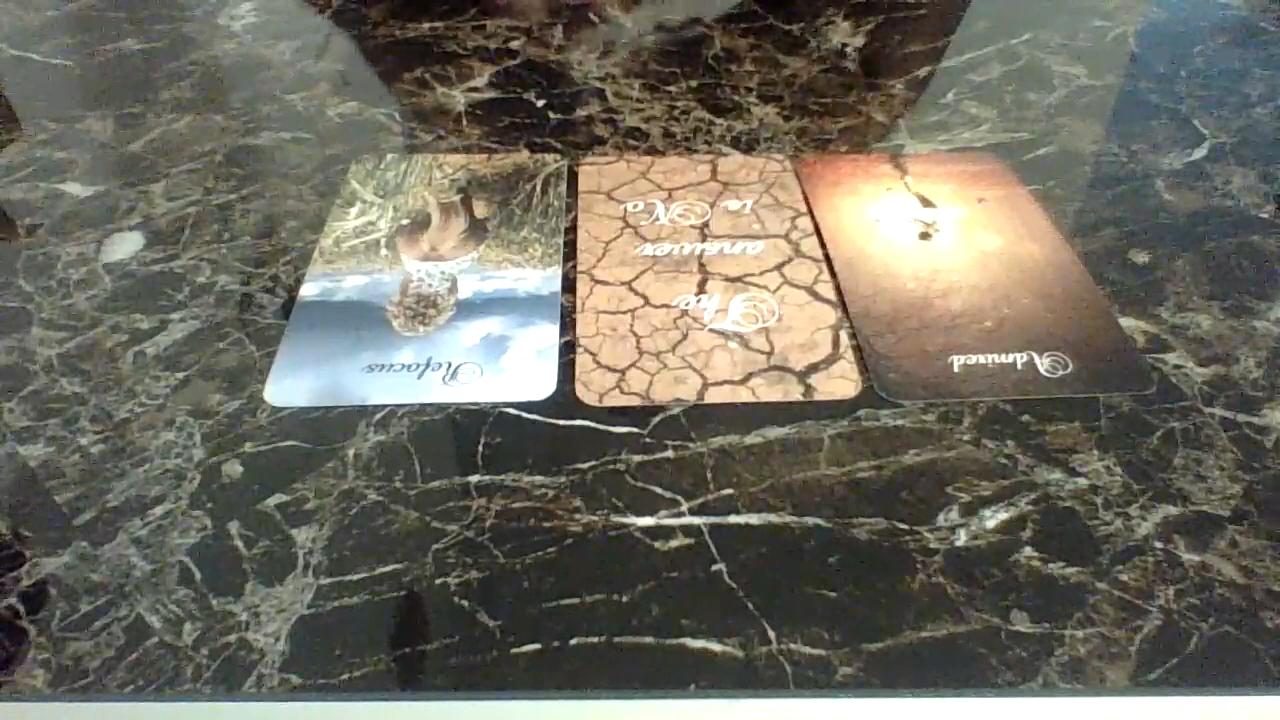 Admired
The
answer
is No
Refocus